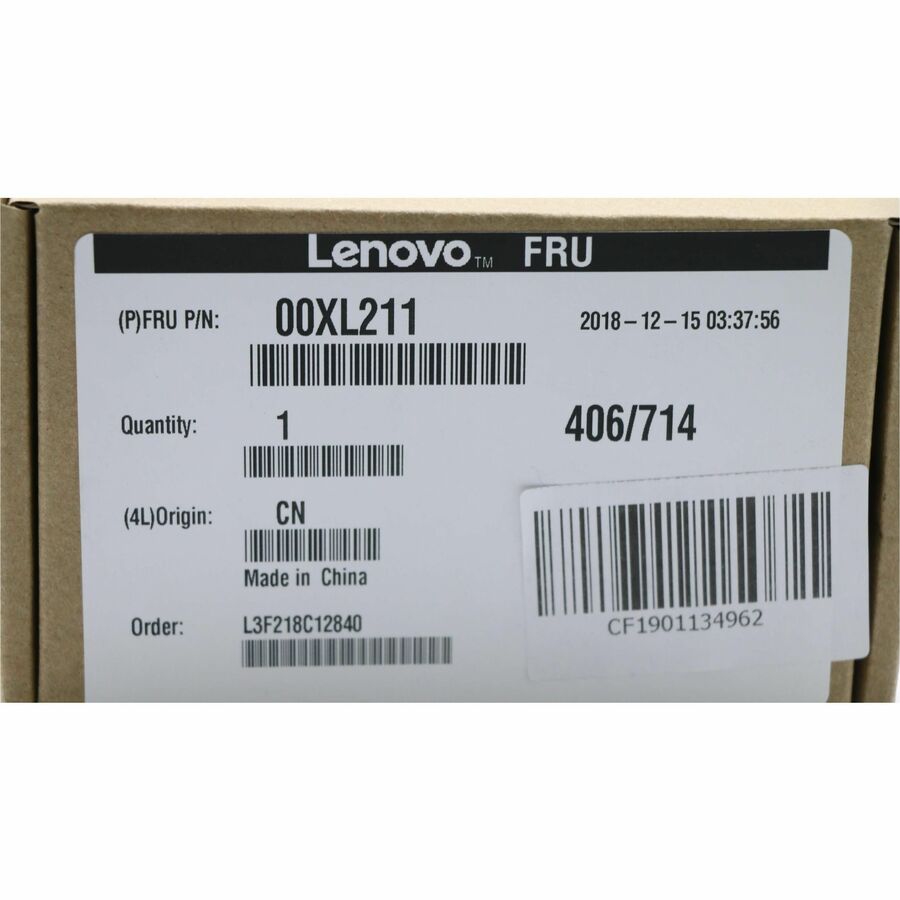 Lenovo™ FRU
(P)FRU P/N: 00XL211 2018-12-15 03:37:56
Quantity: 1 406/714
(4L)Origin: CN
Made in China
Order: L3F218C12840
CF1901134962